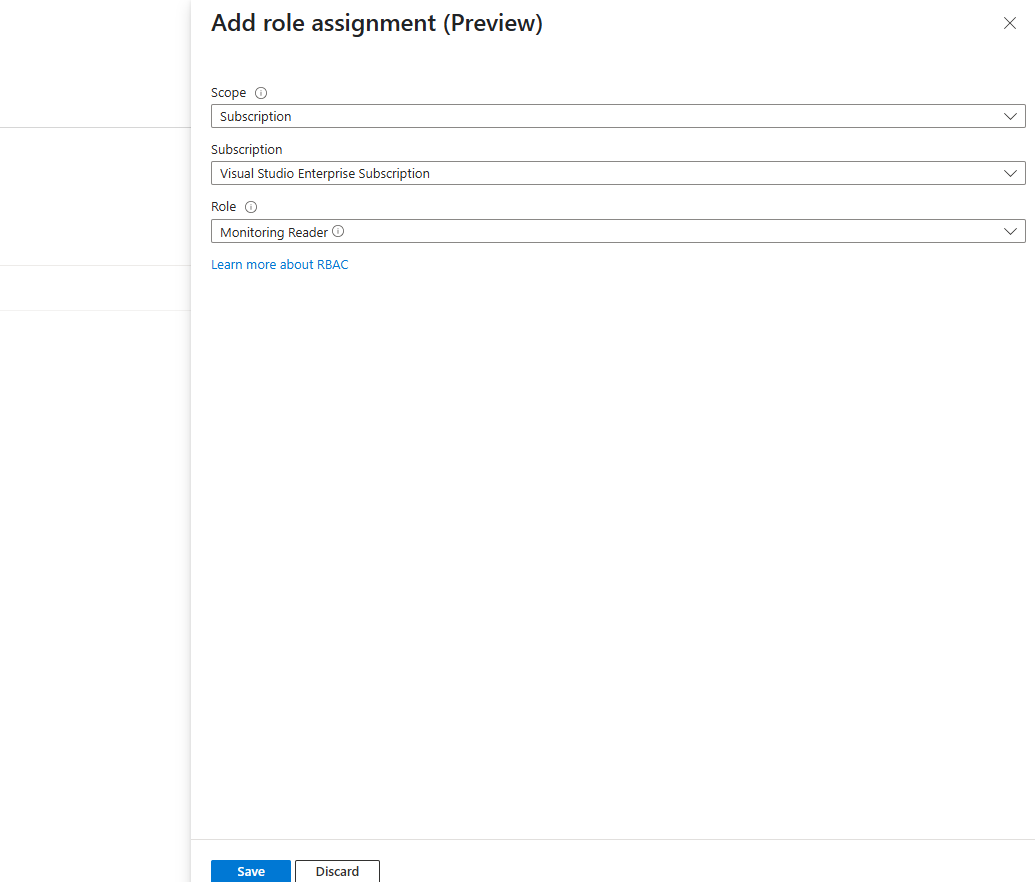 Add role assignment (Preview)
Scope
Subscription
Subscription
Visual Studio Enterprise Subscription
Role
Monitoring Reader
Learn more about RBAC
Save
Discard